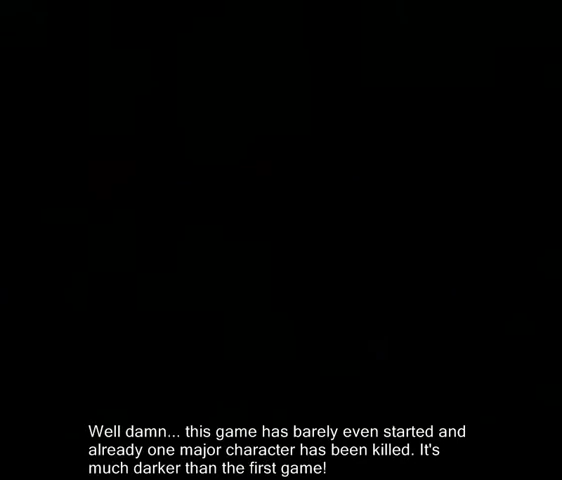 Well damn... this game has barely even started and
already one major character has been killed. It's
much darker than the first game!